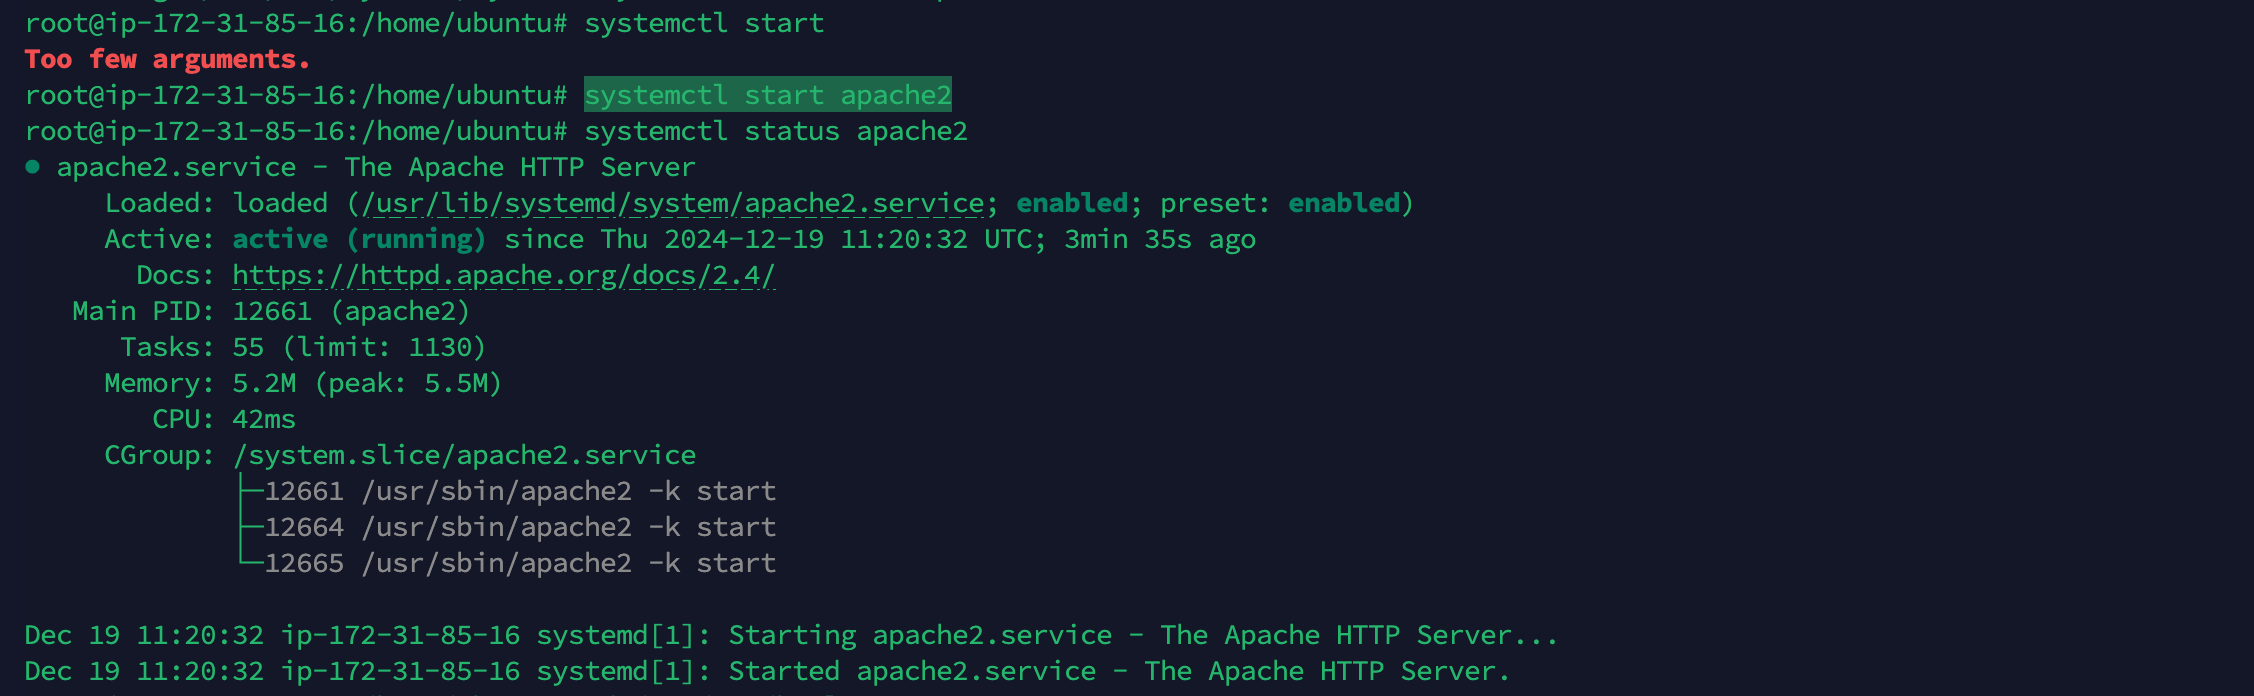 root@ip-172-31-85-16:/home/ubuntu# systemctl start
Too few arguments.
root@ip-172-31-85-16:/home/ubuntu# systemctl start apache2
root@ip-172-31-85-16:/home/ubuntu# systemctl status apache2
● apache2.service - The Apache HTTP Server
     Loaded: loaded (/usr/lib/systemd/system/apache2.service; enabled; preset: enabled)
     Active: active (running) since Thu 2024-12-19 11:20:32 UTC; 3min 35s ago
       Docs: https://httpd.apache.org/docs/2.4/
   Main PID: 12661 (apache2)
      Tasks: 55 (limit: 1130)
     Memory: 5.2M (peak: 5.5M)
        CPU: 42ms
     CGroup: /system.slice/apache2.service
             ├─12661 /usr/sbin/apache2 -k start
             ├─12664 /usr/sbin/apache2 -k start
             └─12665 /usr/sbin/apache2 -k start
Dec 19 11:20:32 ip-172-31-85-16 systemd[1]: Starting apache2.service - The Apache HTTP Server...
Dec 19 11:20:32 ip-172-31-85-16 systemd[1]: Started apache2.service - The Apache HTTP Server.